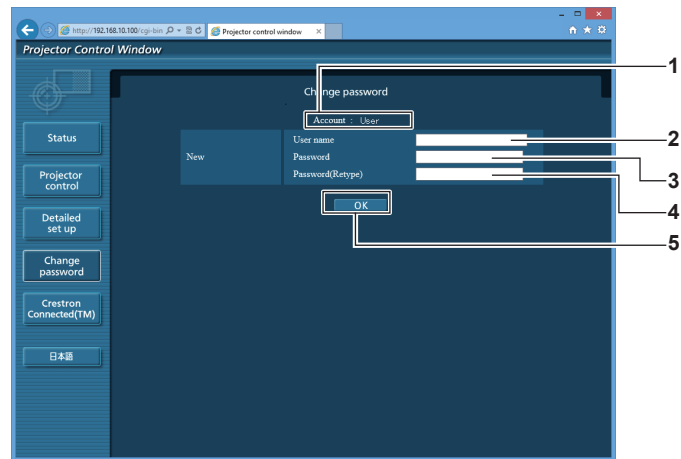 http://192.168.10.100/cgi-bin
Projector control window
Projector Control Window
Change password
1
Account : User
User name
2
New
Password
3
Password(Retype)
4
OK
5
Status
Projector
control
Detailed
set up
Change
password
Crestron
Connected(TM)
日本語